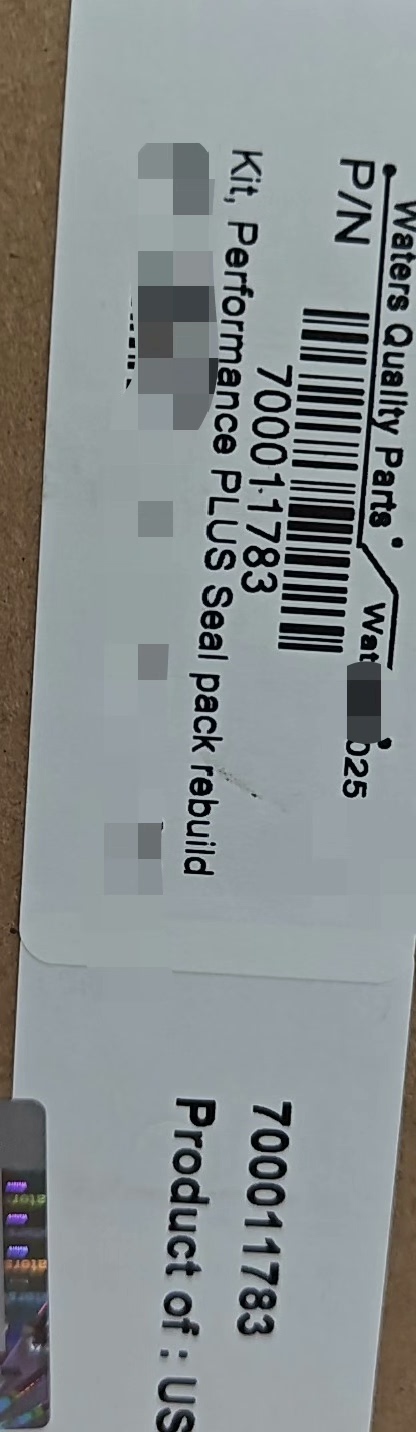 Waters Quality Parts
P/N
700011783
Kit, Performance PLUS Seal pack rebuild
700011783
Product of : US